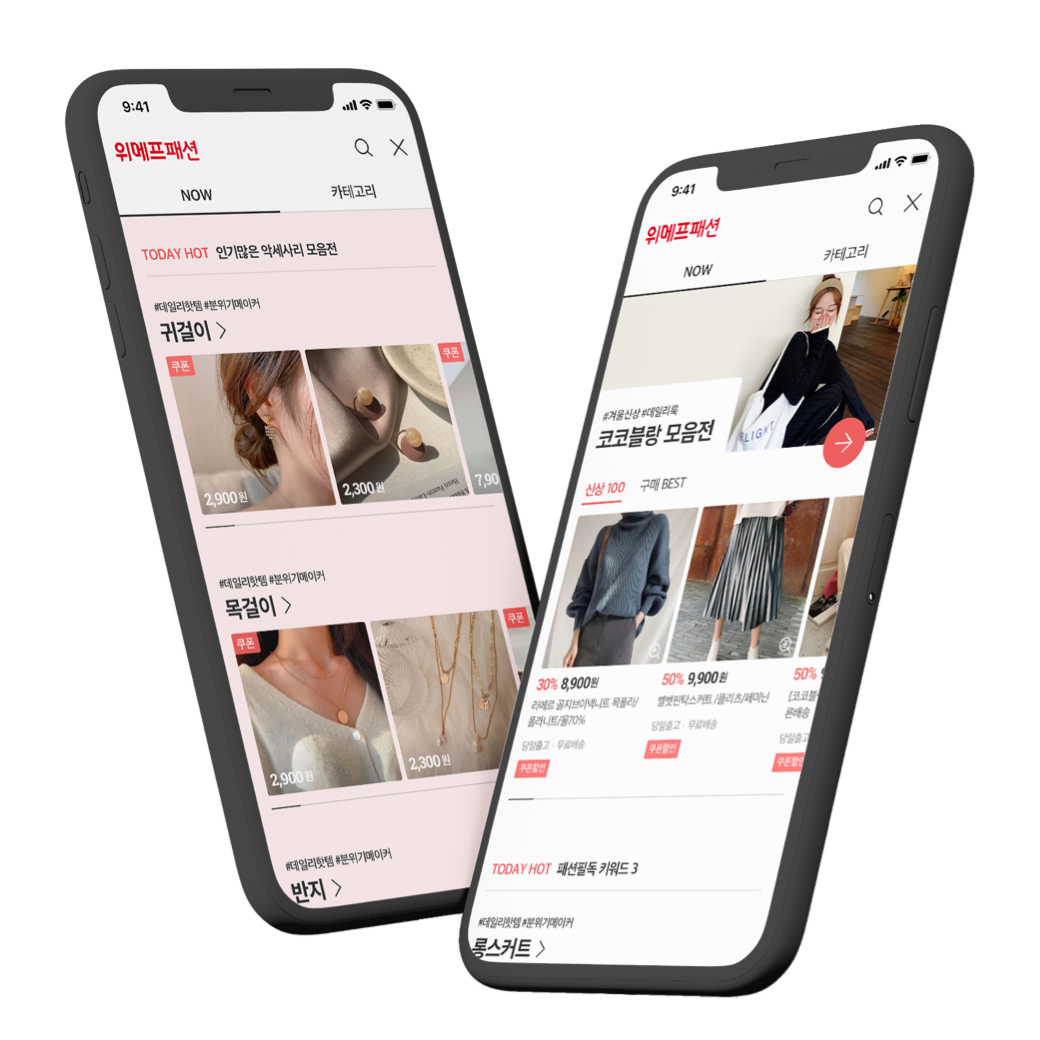 9:41
위메프패션
NOW 카테고리
TODAY HOT 인기많은 악세사리 모음전
#데일리핫템 #분위기메이커
귀걸이
쿠폰 쿠폰
2,900원 2,300원 7,90
#데일리핫템 #분위기메이커
목걸이
쿠폰 쿠폰
2,900원 2,300원
#데일리핫템 #분위기메이커
반지
9:41
위메프패션
NOW 카테고리
#겨울신상 #데일리룩
코코블랑 모음전
LIGHT
신상 100 구매 BEST
30% 8,900원 50% 9,900원 50%
라메르 골지브이넥니트 목폴라/
폴라니트/울70%
당일출고 · 무료배송
쿠폰할인
벨벳핀탁스커트 /플리츠/페미닌
당일출고 · 무료배송
쿠폰할인
[코코블
론배송
당일출고
쿠폰할인
TODAY HOT 패션필독 키워드 3
#데일리핫템 #분위기메이커
롱스커트